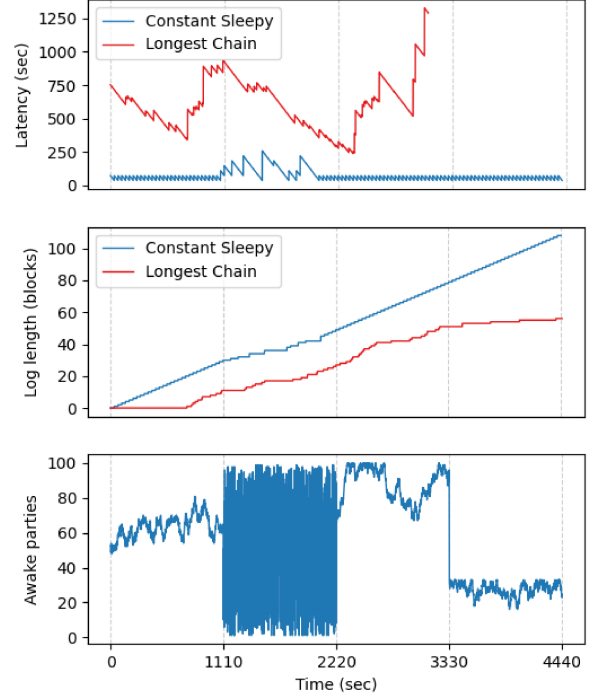 1250
1000
750
500
250
0
Latency (sec)
Constant Sleepy
Longest Chain
100
80
60
40
20
0
Log length (blocks)
Constant Sleepy
Longest Chain
100
80
60
40
20
0
Awake parties
0 1110 2220 3330 4440
Time (sec)